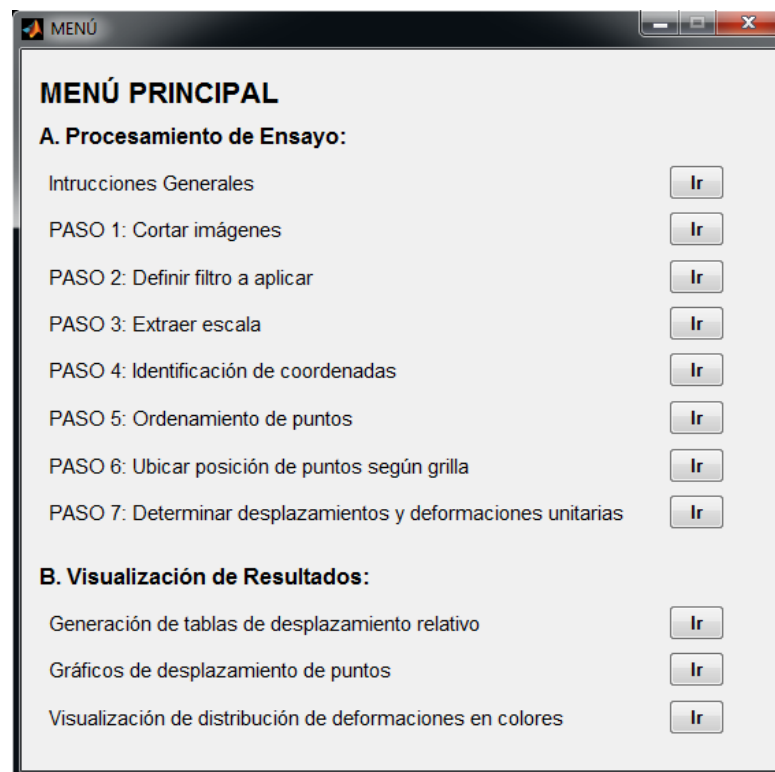 MENÚ
MENÚ PRINCIPAL
A. Procesamiento de Ensayo:
Intrucciones Generales Ir
PASO 1: Cortar imágenes Ir
PASO 2: Definir filtro a aplicar Ir
PASO 3: Extraer escala Ir
PASO 4: Identificación de coordenadas Ir
PASO 5: Ordenamiento de puntos Ir
PASO 6: Ubicar posición de puntos según grilla Ir
PASO 7: Determinar desplazamientos y deformaciones unitarias Ir
B. Visualización de Resultados:
Generación de tablas de desplazamiento relativo Ir
Gráficos de desplazamiento de puntos Ir
Visualización de distribución de deformaciones en colores Ir